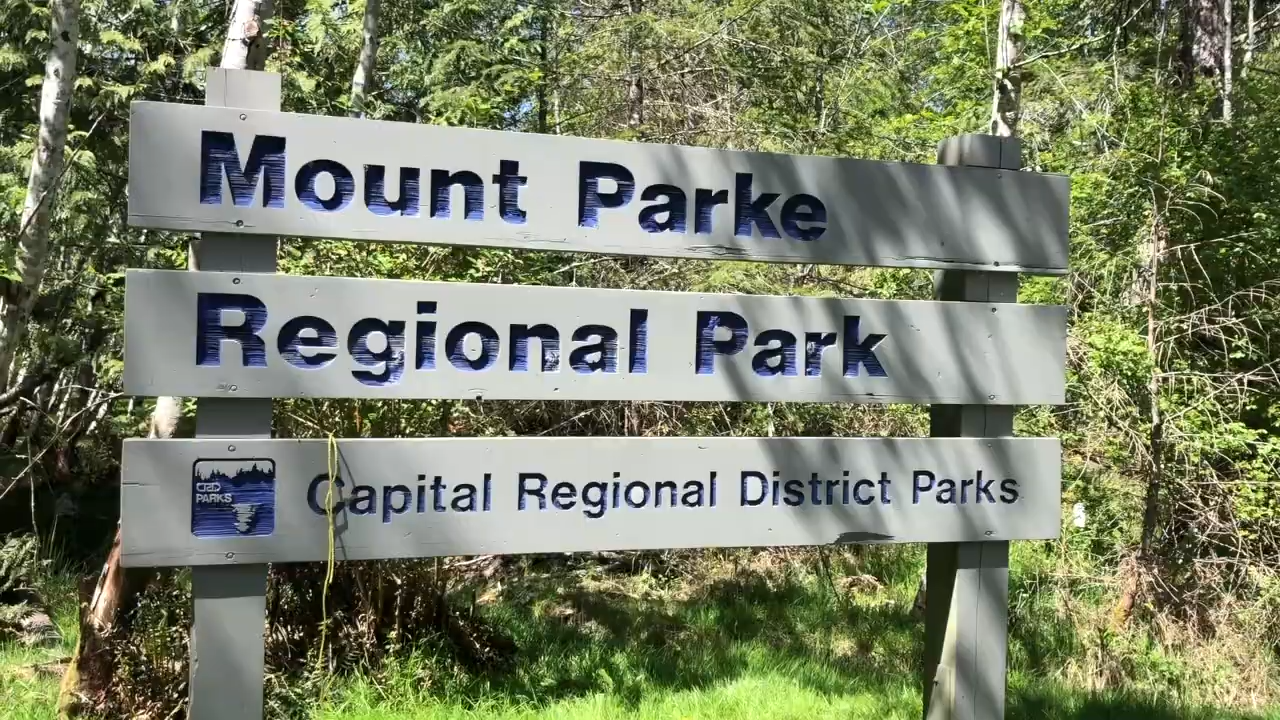 Mount Parke
Regional Park
CRD
PARKS
Capital Regional District Parks